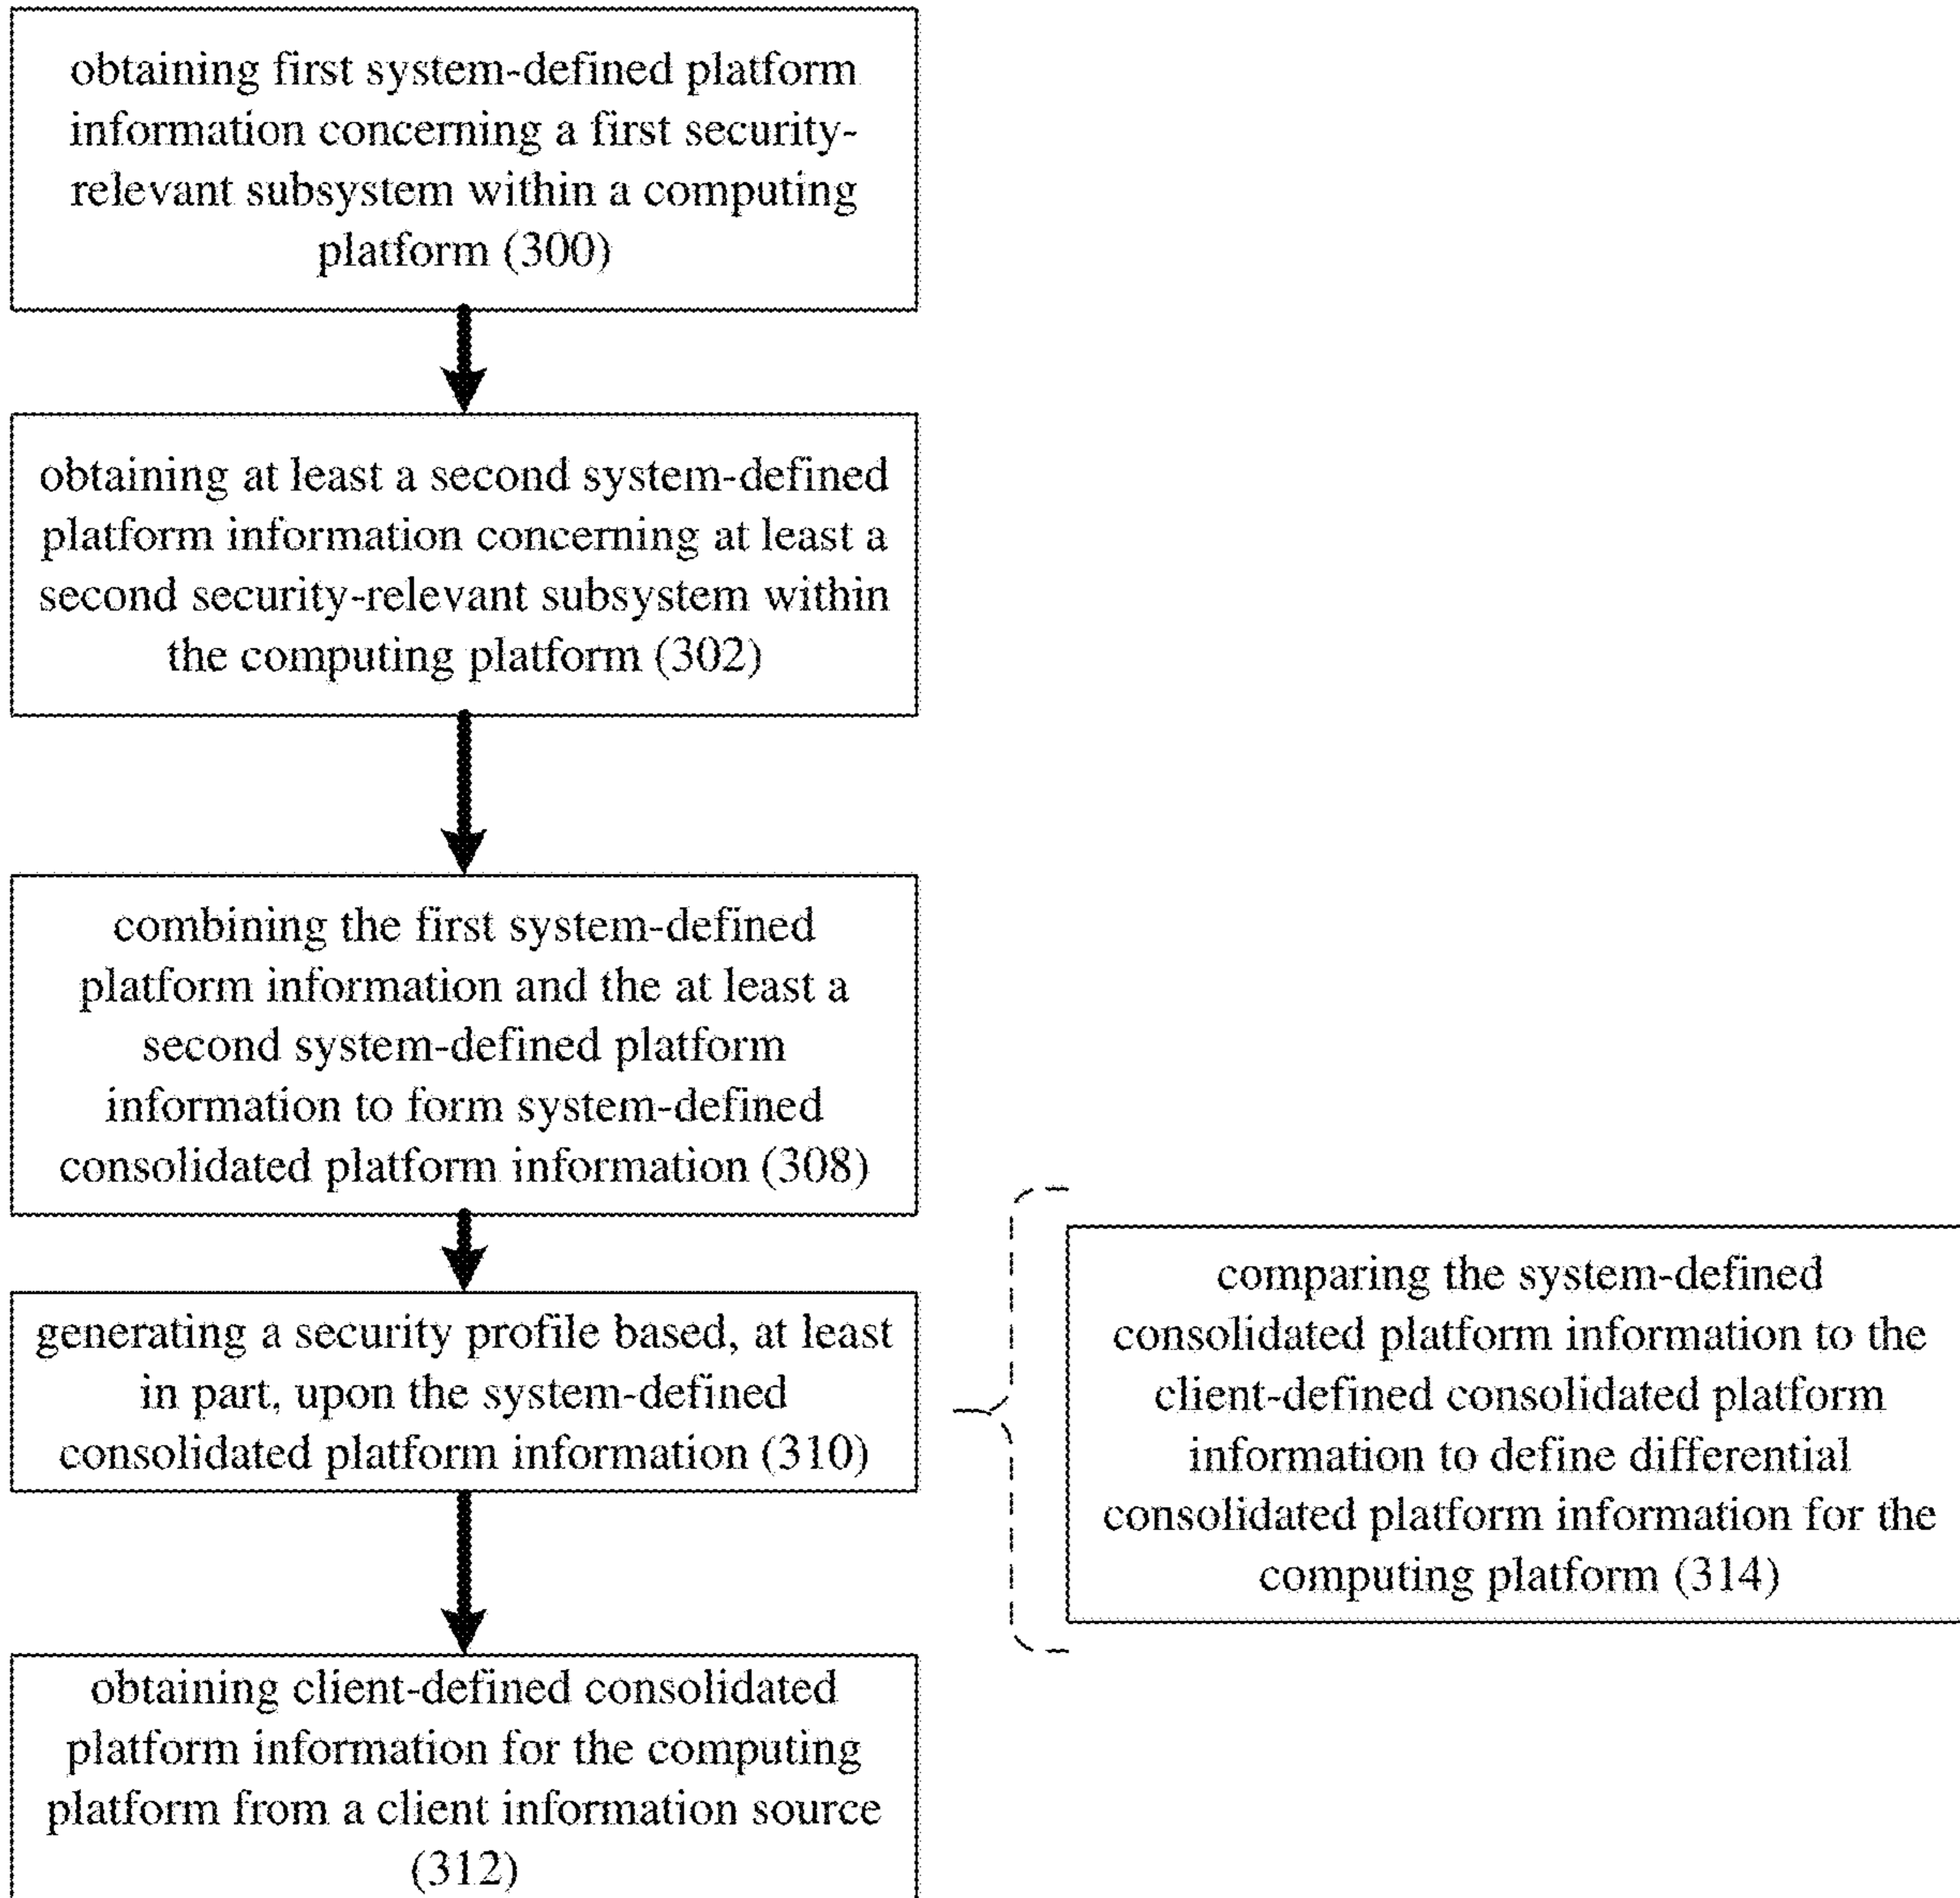 obtaining first system-defined platform
information concerning a first security-
relevant subsystem within a computing
platform (300)
obtaining at least a second system-defined
platform information concerning at least a
second security-relevant subsystem within
the computing platform (302)
combining the first system-defined
platform information and the at least a
second system-defined platform
information to form system-defined
consolidated platform information (308)
generating a security profile based, at least
in part, upon the system-defined
consolidated platform information (310)
comparing the system-defined
consolidated platform information to the
client-defined consolidated platform
information to define differential
consolidated platform information for the
computing platform (314)
obtaining client-defined consolidated
platform information for the computing
platform from a client information source
(312)